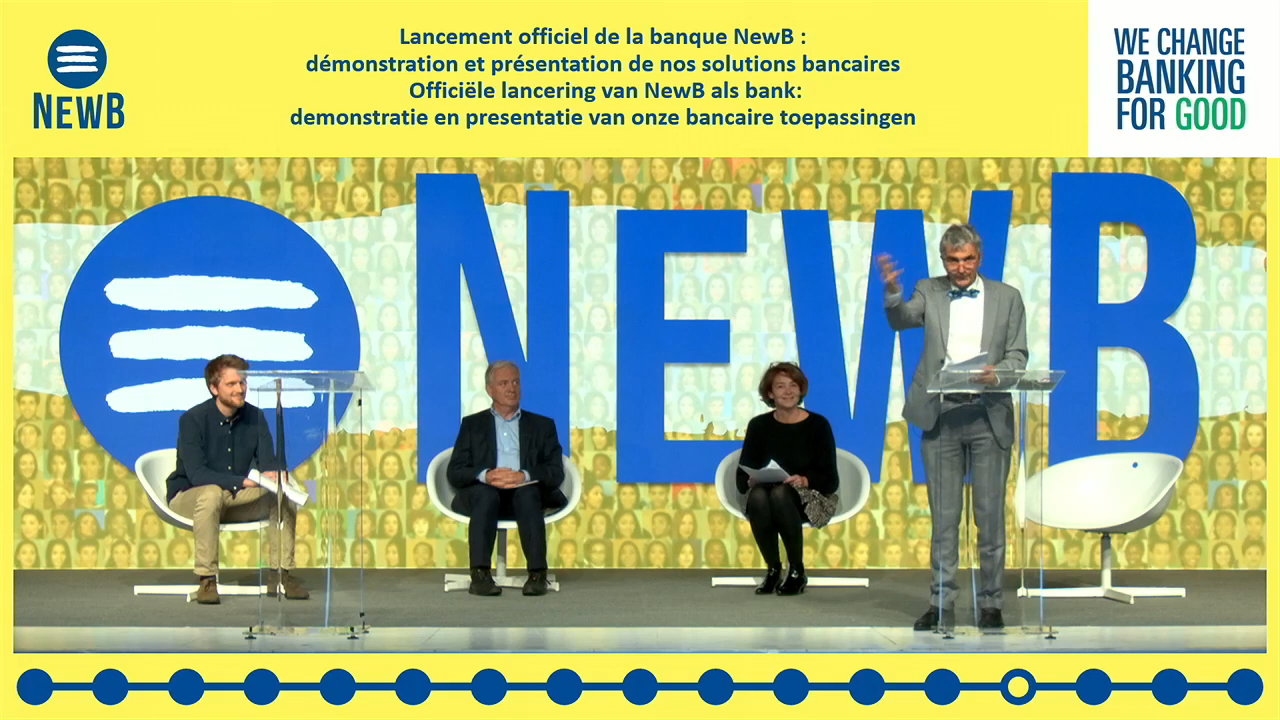 NEWB
Lancement officiel de la banque NewB :
démonstration et présentation de nos solutions bancaires
Officiële lancering van NewB als bank:
demonstratie en presentatie van onze bancaire toepassingen
WE CHANGE
BANKING
FOR GOOD
NEWB